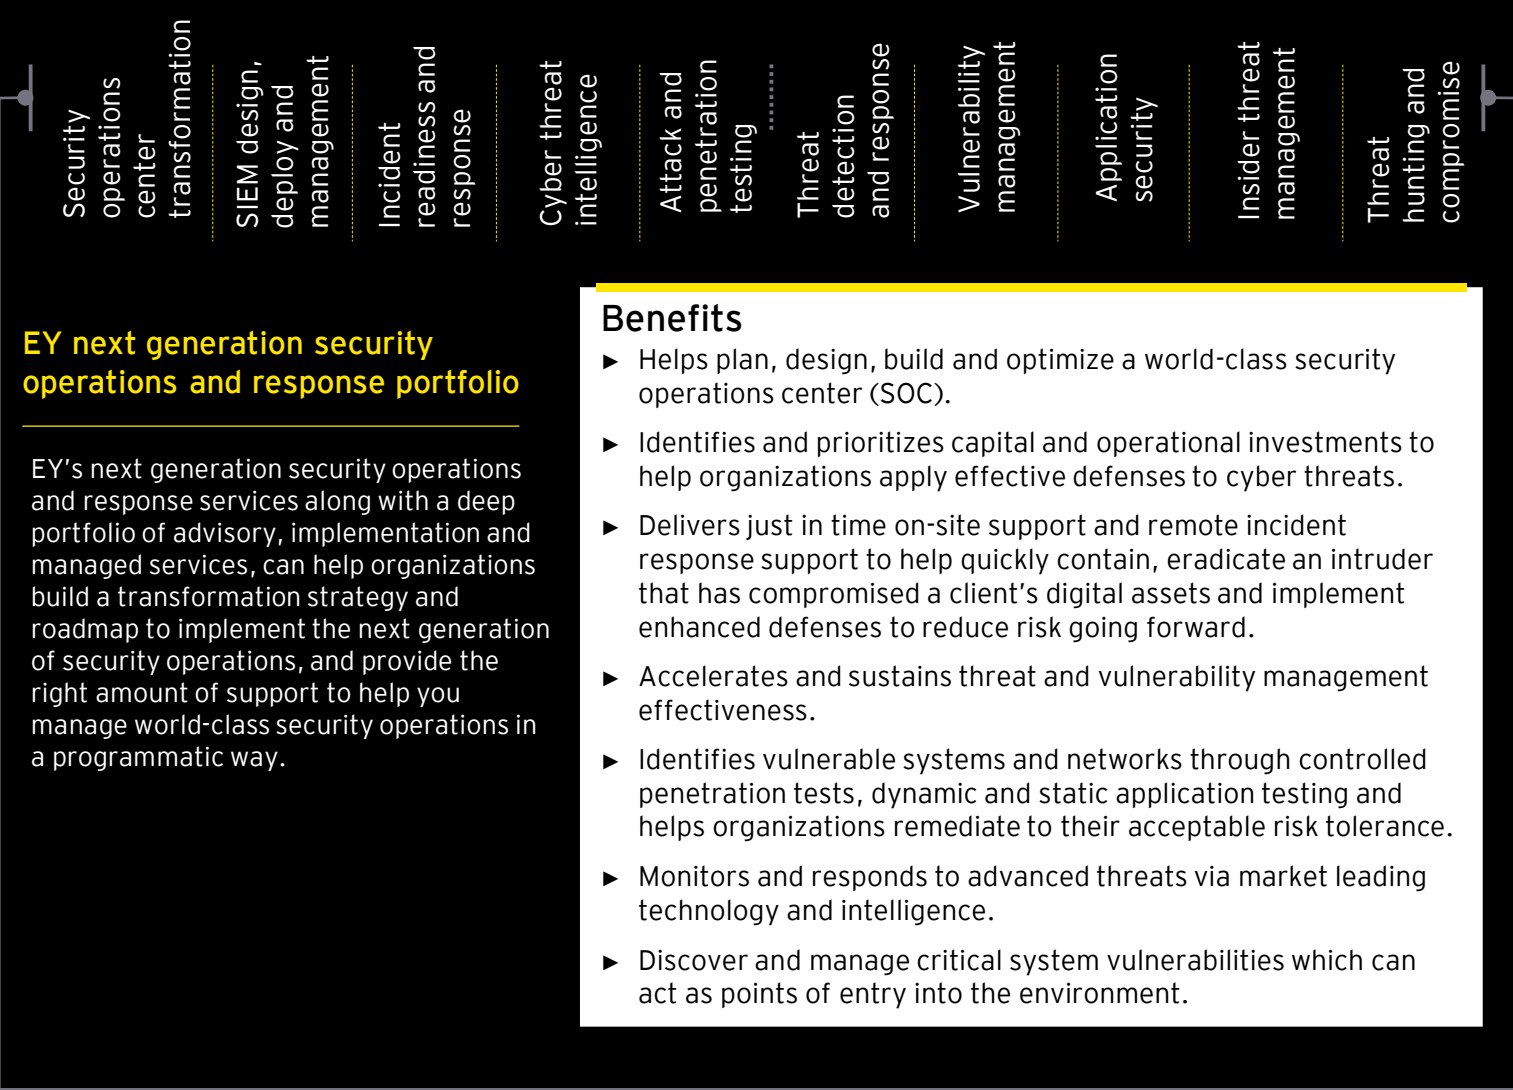 Security
operations
center
transformation
SIEM design,
deploy and
management
Incident
readiness and
response
Cyber threat
intelligence
Attack and
penetration
testing
Threat
detection
and response
Vulnerability
management
Application
security
Insider threat
management
Threat
hunting and
compromise
EY next generation security
operations and response portfolio
EY’s next generation security operations
and response services along with a deep
portfolio of advisory, implementation and
managed services, can help organizations
build a transformation strategy and
roadmap to implement the next generation
of security operations, and provide the
right amount of support to help you
manage world-class security operations in
a programmatic way.
Benefits
► Helps plan, design, build and optimize a world-class security
operations center (SOC).
► Identifies and prioritizes capital and operational investments to
help organizations apply effective defenses to cyber threats.
► Delivers just in time on-site support and remote incident
response support to help quickly contain, eradicate an intruder
that has compromised a client’s digital assets and implement
enhanced defenses to reduce risk going forward.
► Accelerates and sustains threat and vulnerability management
effectiveness.
► Identifies vulnerable systems and networks through controlled
penetration tests, dynamic and static application testing and
helps organizations remediate to their acceptable risk tolerance.
► Monitors and responds to advanced threats via market leading
technology and intelligence.
► Discover and manage critical system vulnerabilities which can
act as points of entry into the environment.